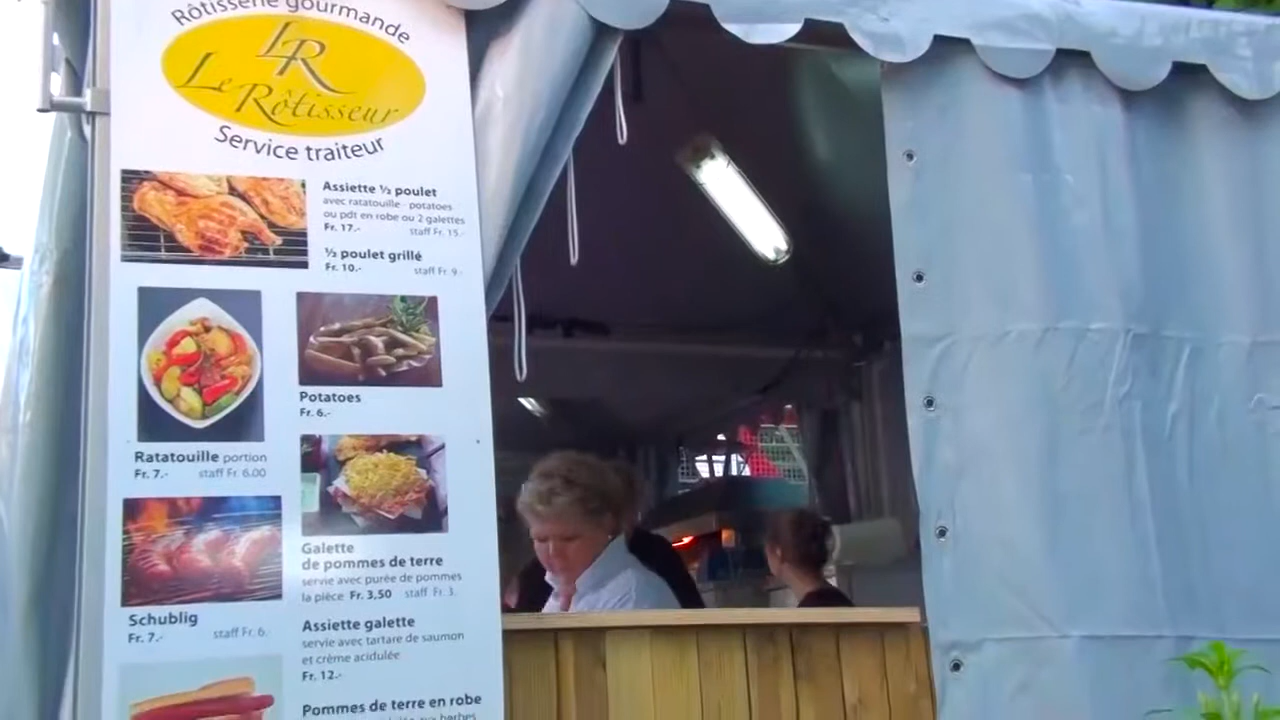 Rôtisserie gourmande
LR
Le Rôtisseur
Service traiteur
Assiette ½ poulet
avec ratatouille - potatoes
ou pdt en robe ou 2 galettes
Fr. 17.- staff Fr. 15.-
½ poulet grillé
Fr. 10.- staff Fr. 9.-
Potatoes
Fr. 6.-
Ratatouille portion
Fr. 7.- staff Fr. 6.00
Galette
de pommes de terre
servie avec purée de pommes
la pièce Fr. 3,50 staff Fr. 3.
Schublig
Fr. 7.- staff Fr. 6.-
Assiette galette
servie avec tartare de saumon
et crème acidulée
Fr. 12.-
Pommes de terre en robe
aux herbes